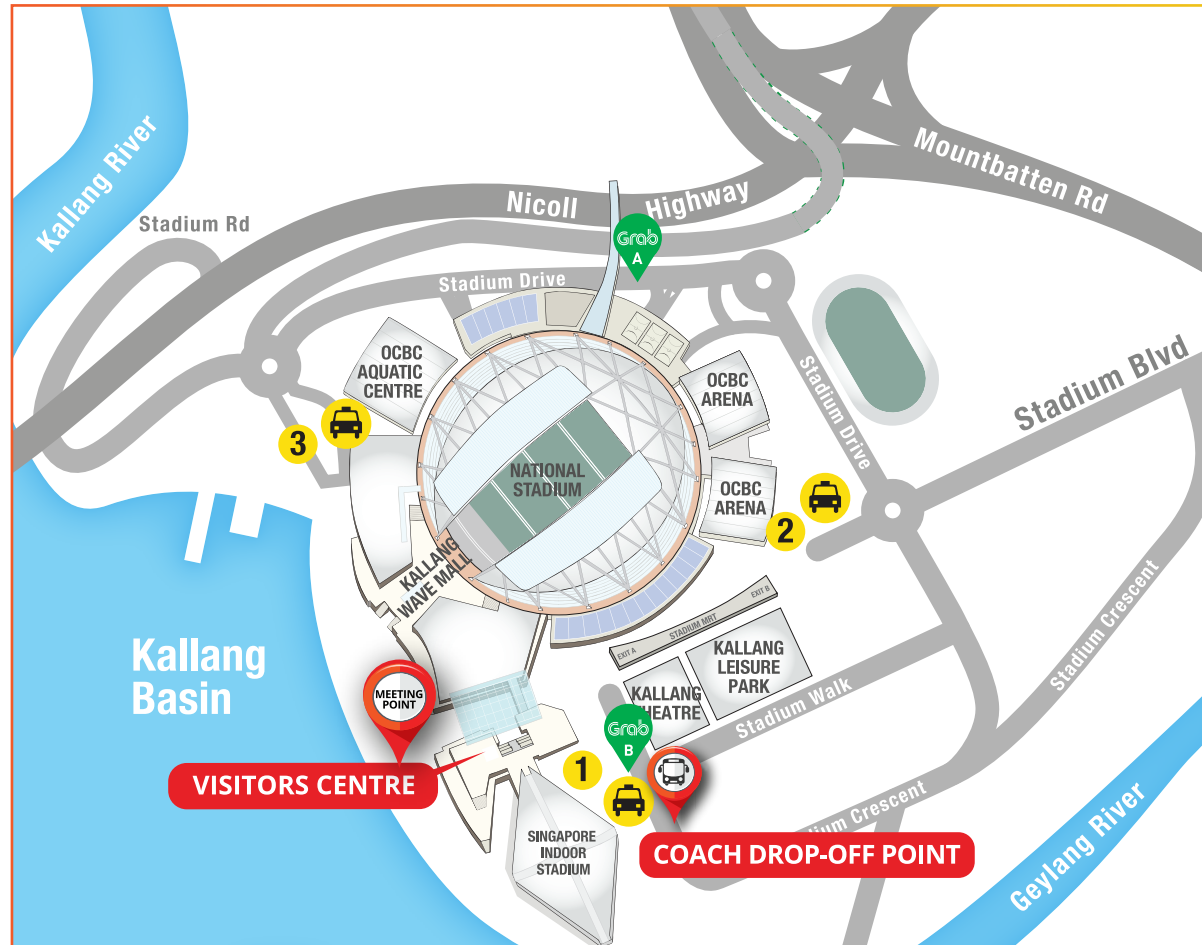 Kallang River
Stadium Rd
Nicoll Highway
Mountbatten Rd
Grab
A
Stadium Drive
OCBC
AQUATIC
CENTRE
OCBC
ARENA
Stadium Drive
Stadium Blvd
3
NATIONAL
STADIUM
OCBC
ARENA
2
KALLANG
WAVE MALL
EXIT B
STADIUM MRT
EXIT A
Stadium Crescent
Kallang
Basin
KALLANG
LEISURE
PARK
MEETING
POINT
KALLANG
Stadium Walk
Grab
B
VISITORS CENTRE
1
Crescent
SINGAPORE
INDOOR
STADIUM
COACH DROP-OFF POINT
Geylang River